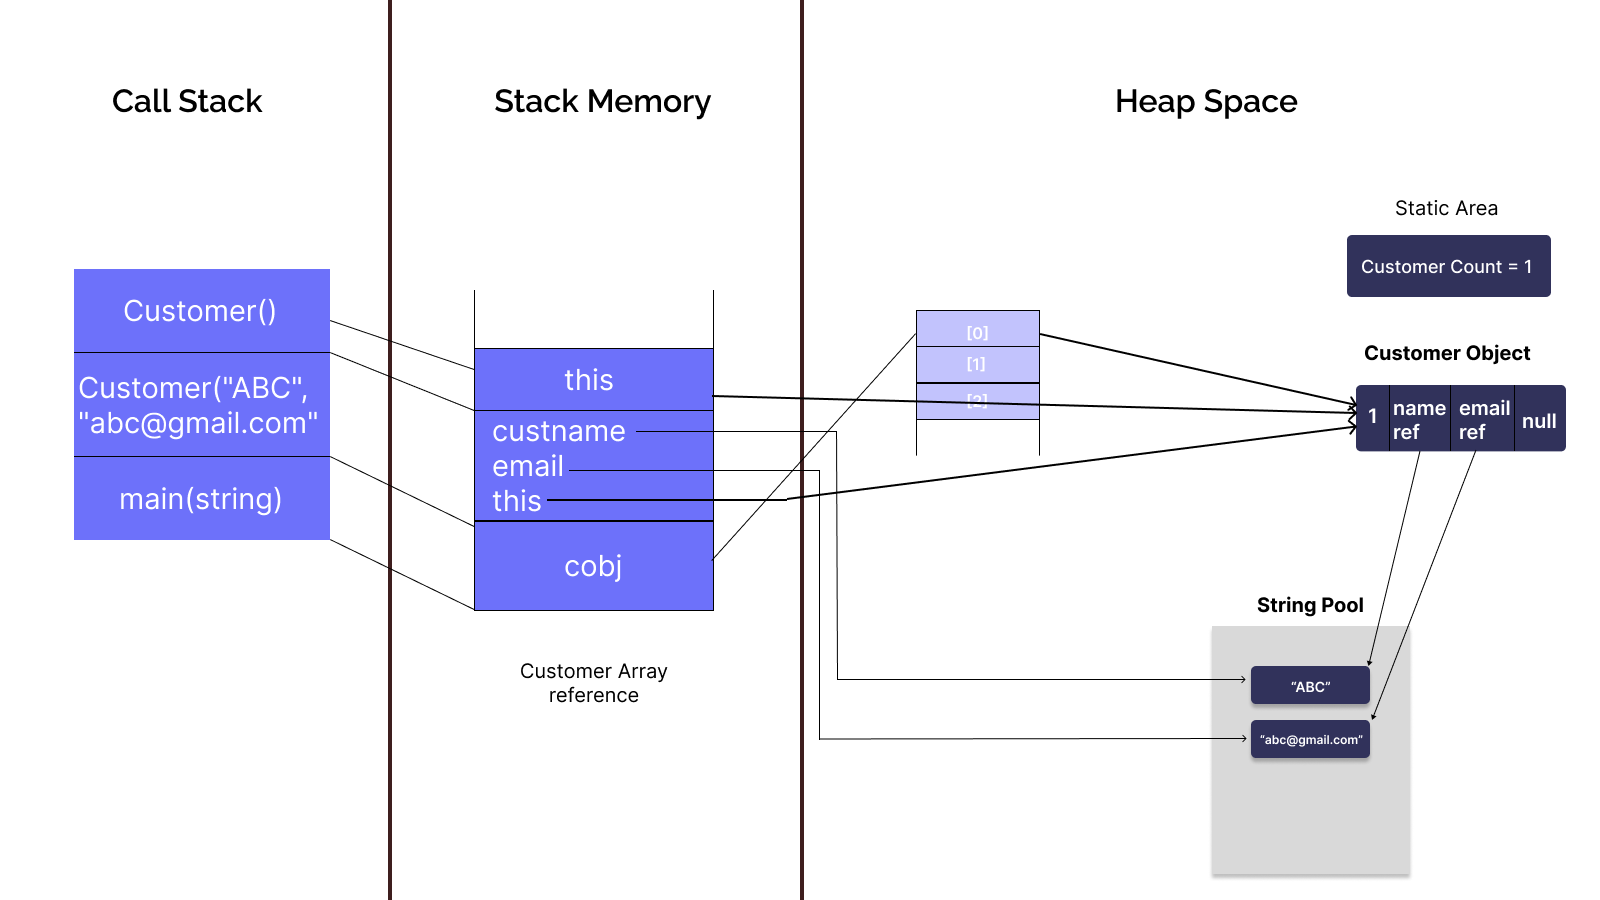 Call Stack
Stack Memory
Heap Space
Customer()
Customer("ABC",
"abc@gmail.com"
main(string)
this
custname
email
this
cobj
Customer Array
reference
[0]
[1]
[2]
Static Area
Customer Count = 1
Customer Object
1
name
ref
email
ref
null
String Pool
“ABC”
“abc@gmail.com”